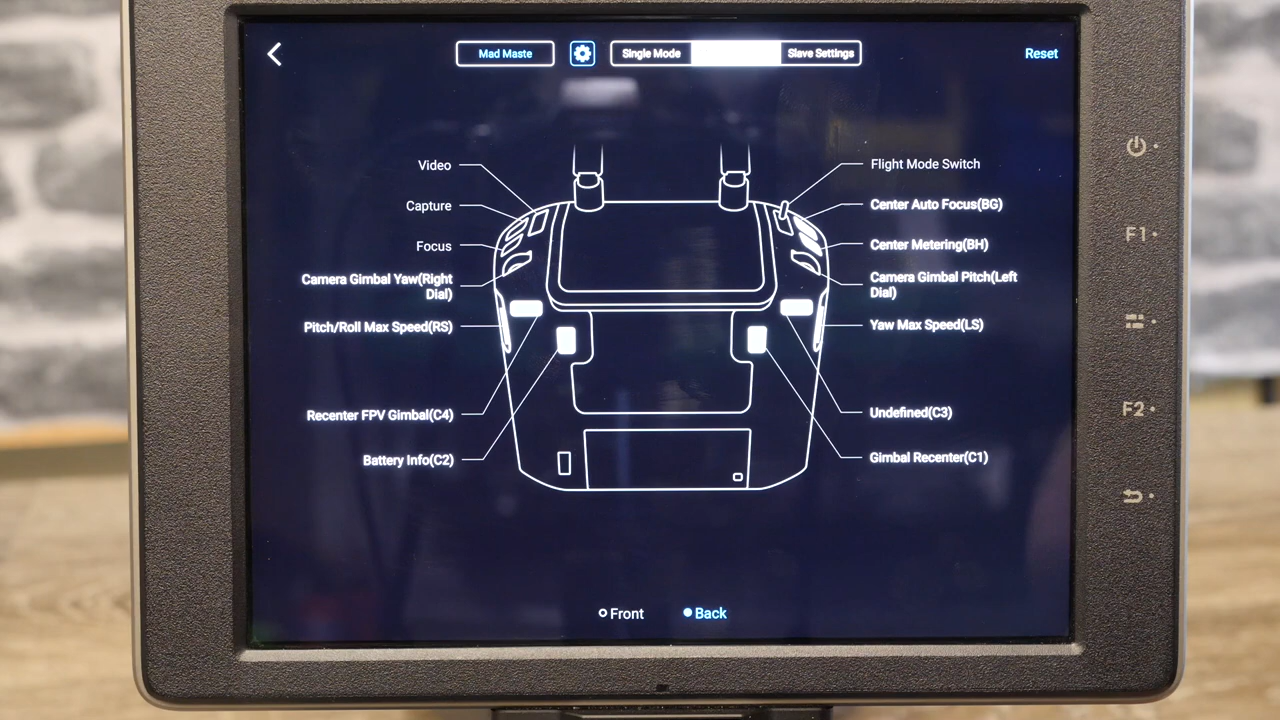 Mad Maste
Single Mode
Slave Settings
Reset
Video
Flight Mode Switch
Capture
Center Auto Focus(BG)
Focus
Center Metering(BH)
Camera Gimbal Yaw(Right
Dial)
Camera Gimbal Pitch(Left
Dial)
Pitch/Roll Max Speed(RS)
Yaw Max Speed(LS)
Recenter FPV Gimbal(C4)
Undefined(C3)
Battery Info(C2)
Gimbal Recenter(C1)
Front
Back
F1
F2